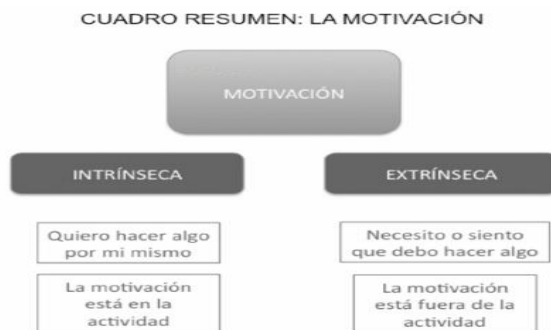 CUADRO RESUMEN: LA MOTIVACIÓN
MOTIVACIÓN
INTRÍNSECA
EXTRÍNSECA
Quiero hacer algo
por mi mismo
Necesito o siento
que debo hacer algo
La motivación
está en la
actividad
La motivación
está fuera de la
actividad